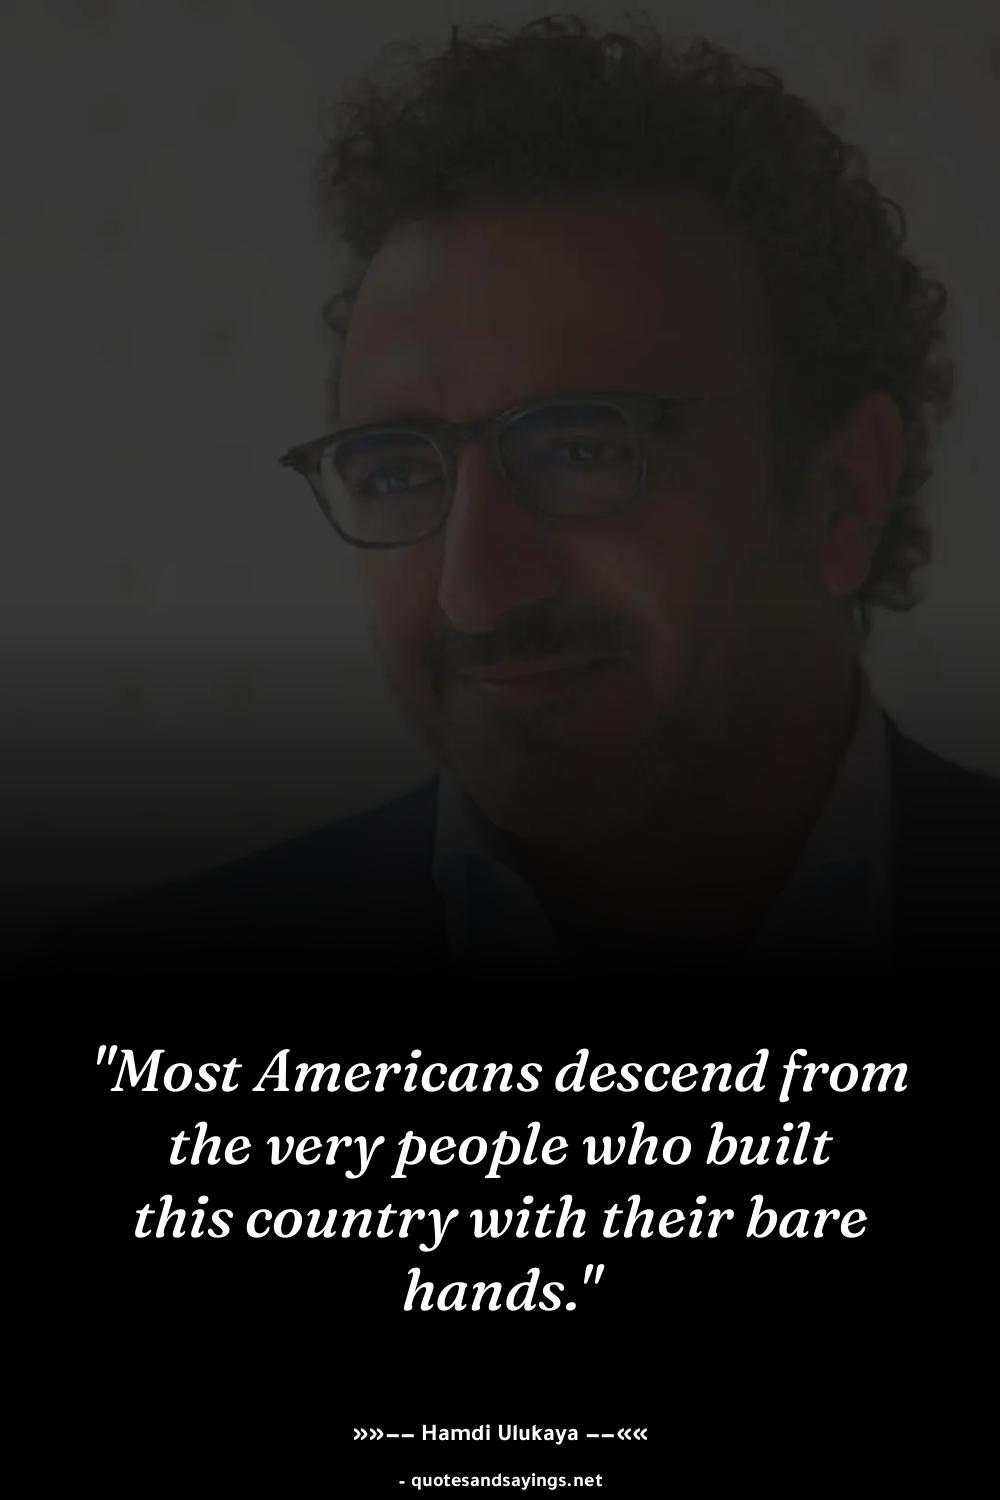 "Most Americans descend from
the very people who built
this country with their bare
hands."
»»−− Hamdi Ulukaya −−««
- quotesandsayings.net